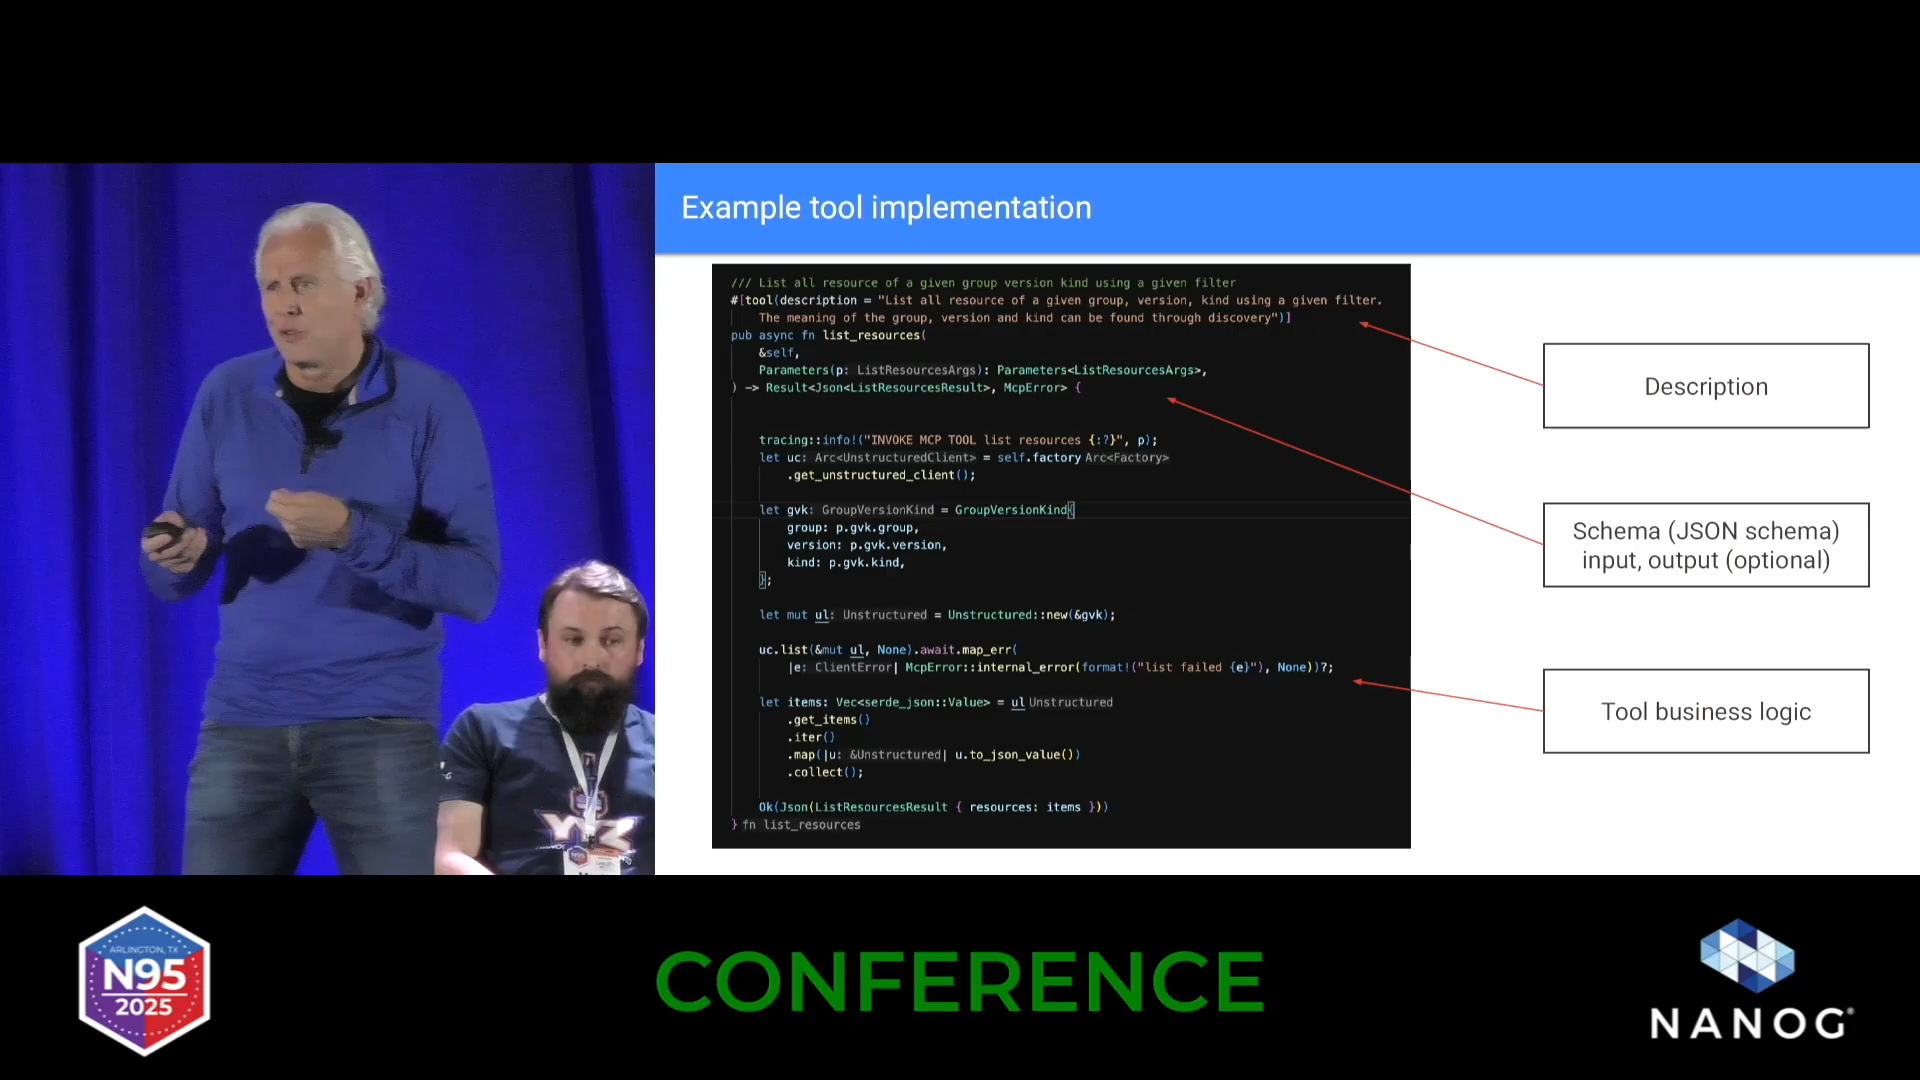 Example tool implementation
/// List all resource of a given group version kind using a given filter
#[tool(description = "List all resource of a given group, version, kind using a given filter.
The meaning of the group, version and kind can be found through discovery")]
pub async fn list_resources(
&self,
Parameters(p: ListResourcesArgs): Parameters<ListResourcesArgs>,
) -> Result<Json<ListResourcesResult>, McpError> {
tracing::info!("INVOKE MCP TOOL list resources {:?}", p);
let uc: Arc<UnstructuredClient> = self.factory Arc<Factory>
.get_unstructured_client();
let gvk: GroupVersionKind = GroupVersionKind{
group: p.gvk.group,
version: p.gvk.version,
kind: p.gvk.kind,
};
let mut ul: Unstructured = Unstructured::new(&gvk);
uc.list(&mut ul, None).await.map_err(
|e: ClientError| McpError::internal_error(format!("list failed {e}"), None))?;
let items: Vec<serde_json::Value> = ul Unstructured
.get_items()
.iter()
.map(|u: &Unstructured| u.to_json_value())
.collect();
Ok(Json(ListResourcesResult { resources: items }))
} fn list_resources
Description
Schema (JSON schema)
input, output (optional)
Tool business logic
YYZ
N95
ARLINGTON, TX
N95
2025
CONFERENCE
NANOG®